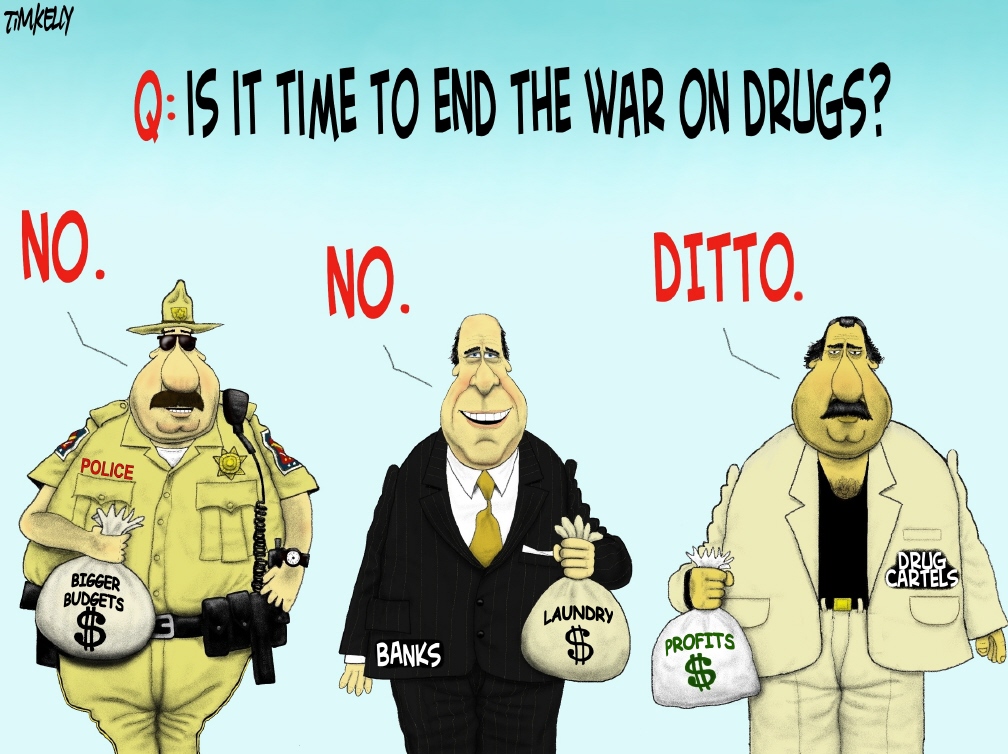 TIMKELLY
Q: IS IT TIME TO END THE WAR ON DRUGS?
NO.
NO.
DITTO.
POLICE
BIGGER
BUDGETS
$
BANKS
LAUNDRY
$
DRUG
CARTELS
PROFITS
$